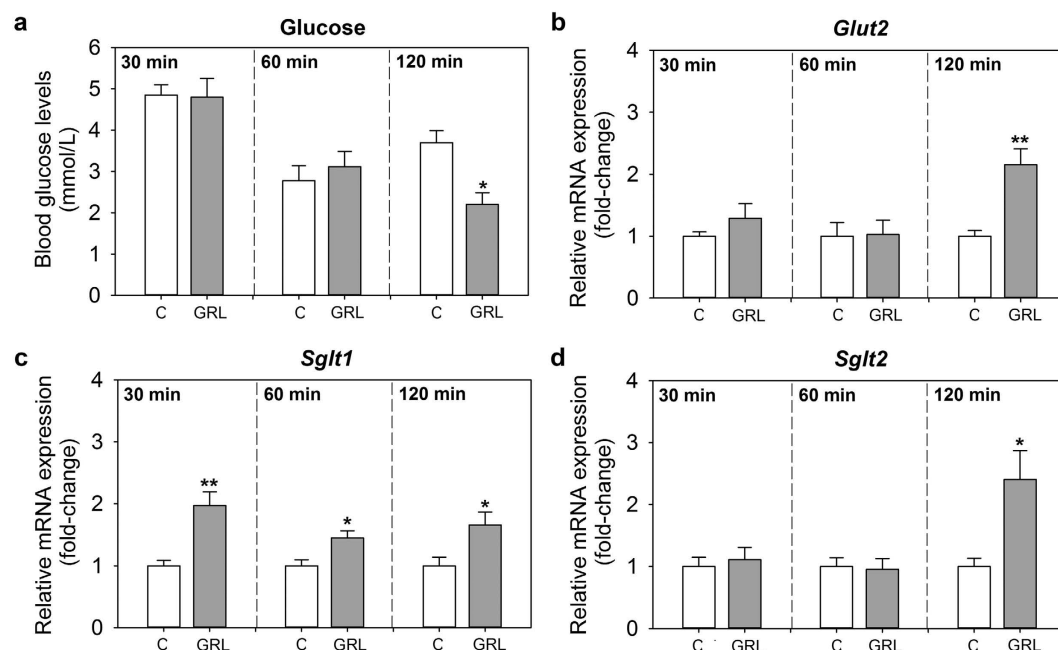 a
Glucose
Blood glucose levels
(mmol/L)
6
5
4
3
2
1
0
30 min
60 min
120 min
*
C
GRL
C
GRL
C
GRL
b
Glut2
Relative mRNA expression
(fold-change)
4
3
2
1
0
30 min
60 min
120 min
**
C
GRL
C
GRL
C
GRL
c
Sglt1
Relative mRNA expression
(fold-change)
4
3
2
1
0
30 min
60 min
120 min
**
*
*
C
GRL
C
GRL
C
GRL
d
Sglt2
Relative mRNA expression
(fold-change)
4
3
2
1
0
30 min
60 min
120 min
*
C
GRL
C
GRL
C
GRL